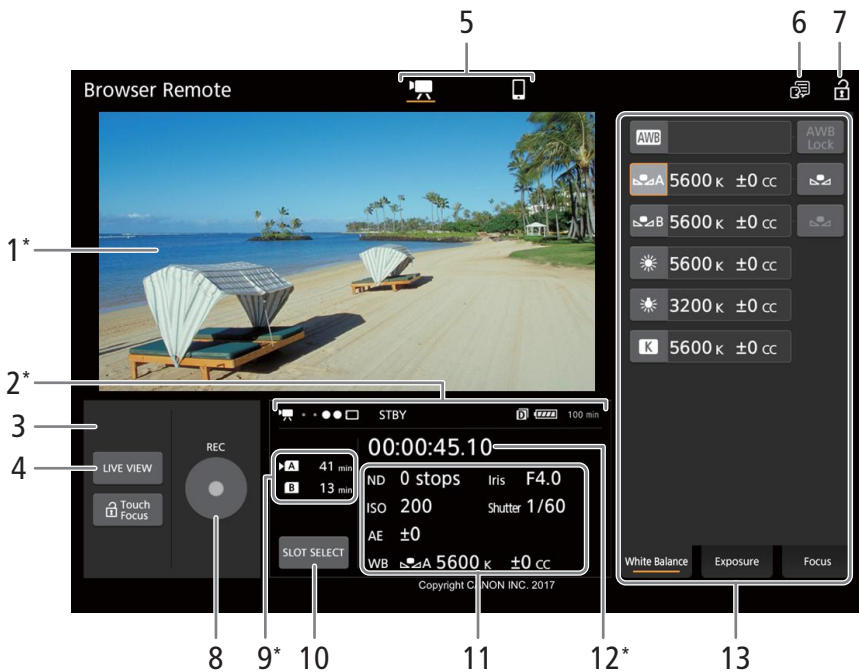 5
6
7
Browser Remote
AWB
AWB Lock
A 5600 K ±0 CC
B 5600 K ±0 CC
5600 K ±0 CC
3200 K ±0 CC
K 5600 K ±0 CC
1*
2*
3
4
STBY
100 min
00:00:45.10
REC
LIVE VIEW
Touch Focus
A 41 min
B 13 min
ND 0 stops Iris F4.0
ISO 200 Shutter 1/60
AE ±0
WB A 5600 K ±0 CC
SLOT SELECT
White Balance Exposure Focus
Copyright CANON INC. 2017
8 9* 10 11 12* 13